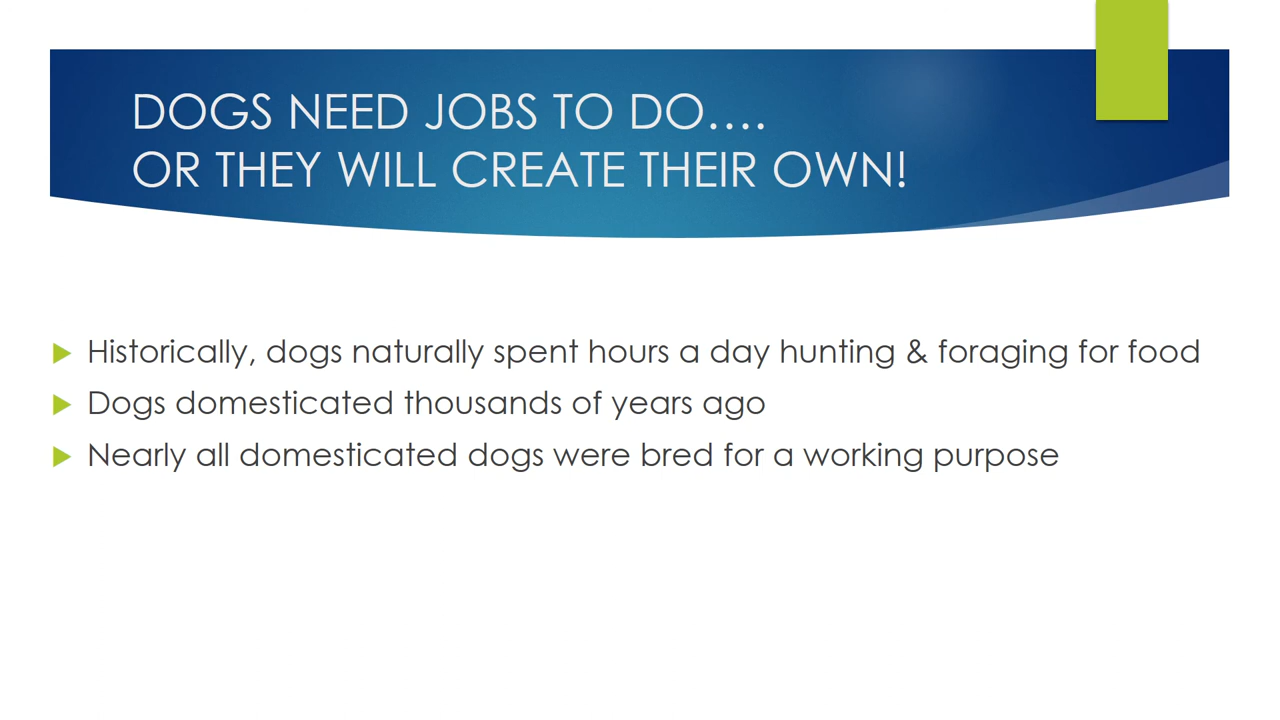 DOGS NEED JOBS TO DO....
OR THEY WILL CREATE THEIR OWN!
Historically, dogs naturally spent hours a day hunting & foraging for food
Dogs domesticated thousands of years ago
Nearly all domesticated dogs were bred for a working purpose